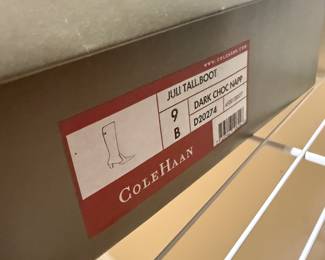 WWW.COLEHAAN.COM
JULI TALL.BOOT
9 DARK CHOC NAPP
B D20274
COLE HAAN